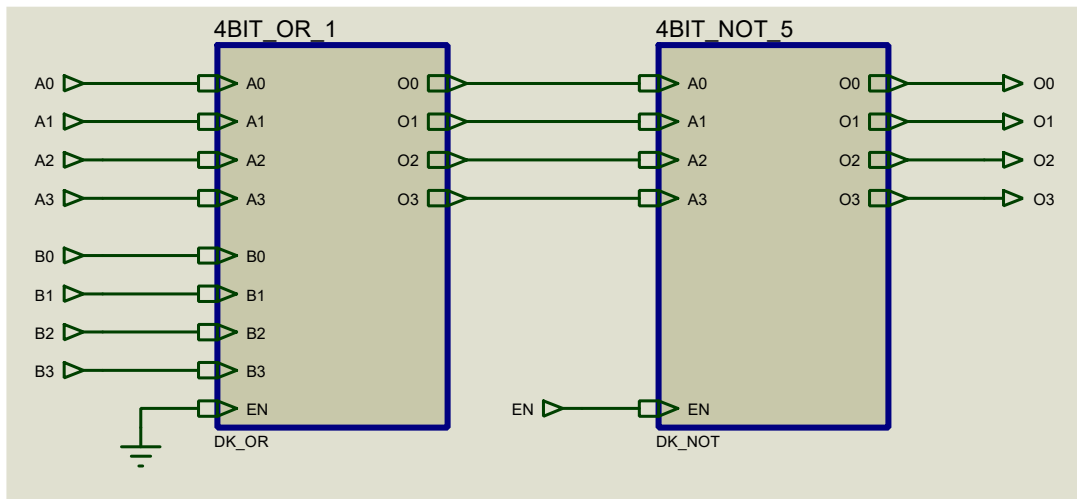 4BIT_OR_1
4BIT_NOT_5
A0 A0 O0 A0 O0 O0
A1 A1 O1 A1 O1 O1
A2 A2 O2 A2 O2 O2
A3 A3 O3 A3 O3 O3
B0 B0
B1 B1
B2 B2
B3 B3
EN EN EN
DK_OR
DK_NOT